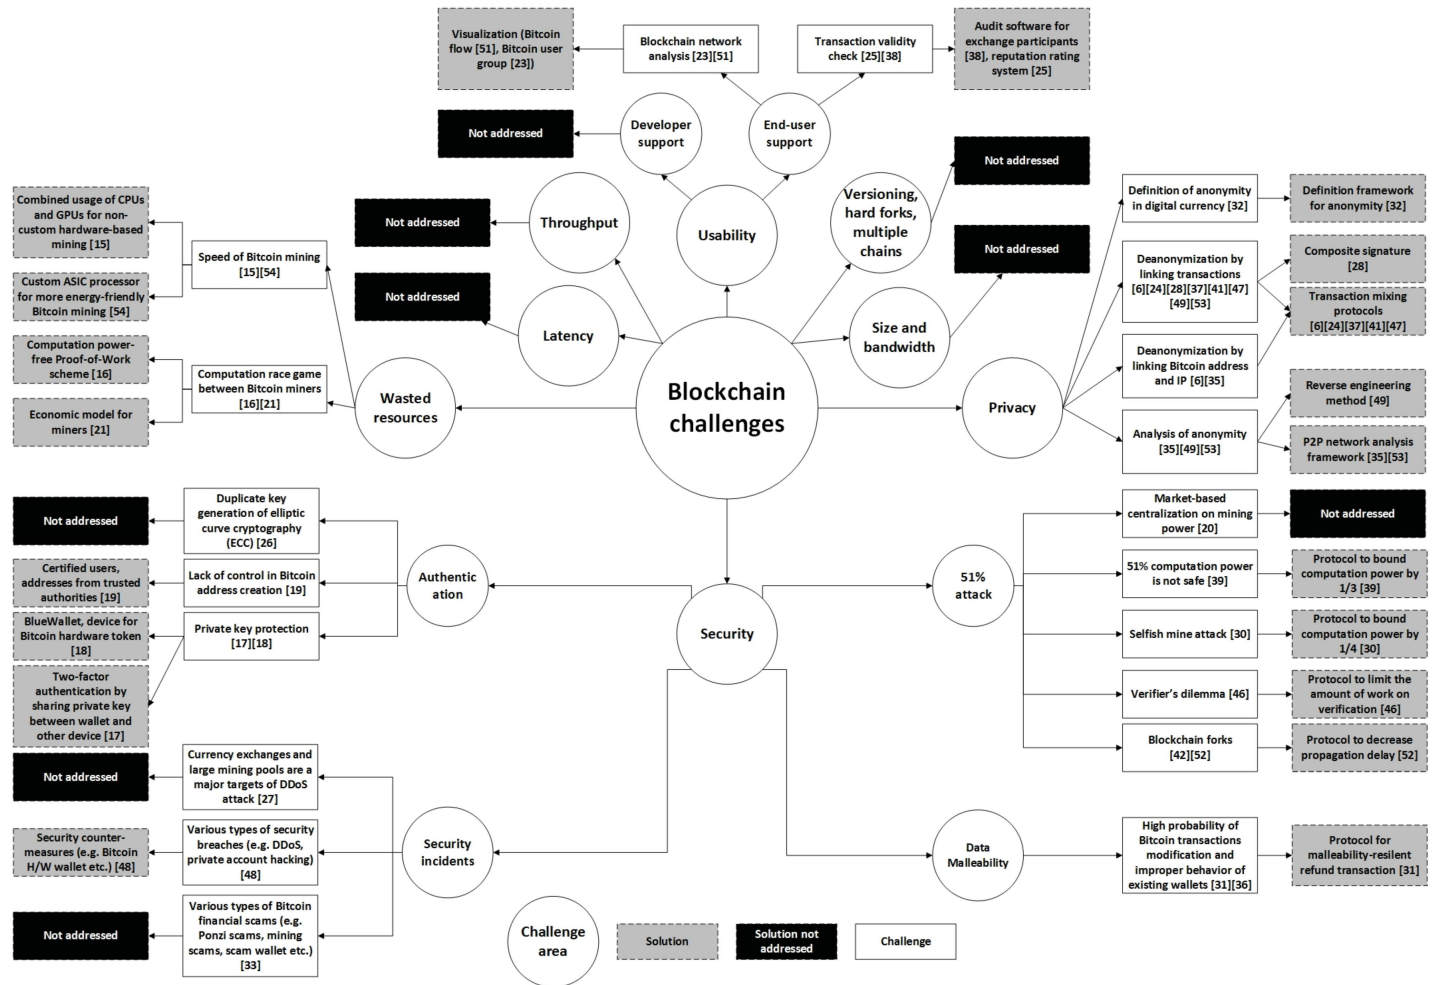 Visualization (Bitcoin
flow [51], Bitcoin user
group [23])
Blockchain network
analysis [23][51]
Transaction validity
check [25][38]
Audit software for
exchange participants
[38], reputation rating
system [25]
Not addressed
Developer
support
End-user
support
Not addressed
Combined usage of CPUs
and GPUs for non-
custom hardware-based
mining [15]
Custom ASIC processor
for more energy-friendly
Bitcoin mining [54]
Speed of Bitcoin mining
[15][54]
Not addressed
Throughput
Usability
Versioning,
hard forks,
multiple
chains
Not addressed
Not addressed
Latency
Size and
bandwidth
Definition of anonymity
in digital currency [32]
Definition framework
for anonymity [32]
Deanonymization by
linking transactions
[6][24][28][37][41][47]
[49][53]
Composite signature
[28]
Transaction mixing
protocols
[6][24][37][41][47]
Computation power-
free Proof-of-Work
scheme [16]
Economic model for
miners [21]
Computation race game
between Bitcoin miners
[16][21]
Wasted
resources
Blockchain
challenges
Privacy
Deanonymization by
linking Bitcoin address
and IP [6][35]
Analysis of anonymity
[35][49][53]
Reverse engineering
method [49]
P2P network analysis
framework [35][53]
Not addressed
Duplicate key
generation of elliptic
curve cryptography
(ECC) [26]
Certified users,
addresses from trusted
authorities [19]
Lack of control in Bitcoin
address creation [19]
BlueWallet, device for
Bitcoin hardware token
[18]
Private key protection
[17][18]
Two-factor
authentication by
sharing private key
between wallet and
other device [17]
Authentic
ation
Security
51%
attack
Market-based
centralization on mining
power [20]
Not addressed
51% computation power
is not safe [39]
Protocol to bound
computation power by
1/3 [39]
Selfish mine attack [30]
Protocol to bound
computation power by
1/4 [30]
Verifier’s dilemma [46]
Protocol to limit the
amount of work on
verification [46]
Blockchain forks
[42][52]
Protocol to decrease
propagation delay [52]
Not addressed
Currency exchanges and
large mining pools are a
major targets of DDoS
attack [27]
Security counter-
measures (e.g. Bitcoin
H/W wallet etc.) [48]
Various types of security
breaches (e.g. DDoS,
private account hacking)
[48]
Not addressed
Various types of Bitcoin
financial scams (e.g.
Ponzi scams, mining
scams, scam wallet etc.)
[33]
Security
incidents
Data
Malleability
High probability of
Bitcoin transactions
modification and
improper behavior of
existing wallets [31][36]
Protocol for
malleability-resilient
refund transaction [31]
Challenge
area
Solution
Solution not
addressed
Challenge